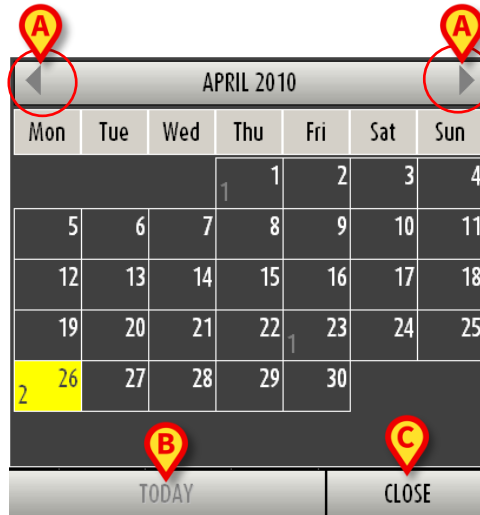 A A
APRIL 2010
Mon Tue Wed Thu Fri Sat Sun
1 1 2 3 4
5 6 7 8 9 10 11
12 13 14 15 16 17 18
19 20 21 22 1 23 24 25
2 26 27 28 29 30
B C
TODAY CLOSE